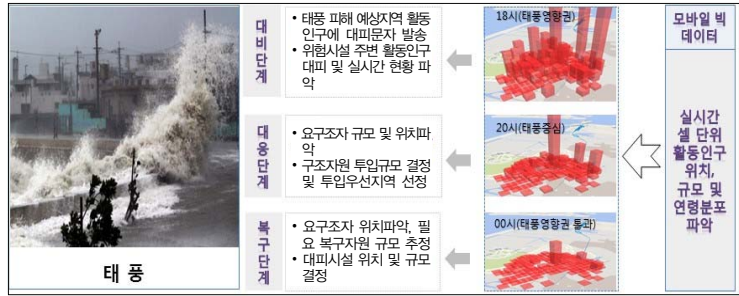 태 풍
대
비
단
계
• 태풍 피해 예상지역 활동
인구에 대피문자 발송
• 위험시설 주변 활동인구
대피 및 실시간 현황 파
악
18시(태풍영향권)
대
응
단
계
• 요구조자 규모 및 위치파
악
• 구조자원 투입규모 결정
및 투입우선지역 선정
20시(태풍중심)
복
구
단
계
• 요구조자 위치파악, 필
요 복구자원 규모 추정
• 대피시설 위치 및 규모
결정
00시(태풍영향권 통과)
모바일 빅
데이터
실시간
셀 단위
활동인구
위치,
규모 및
연령분포
파악